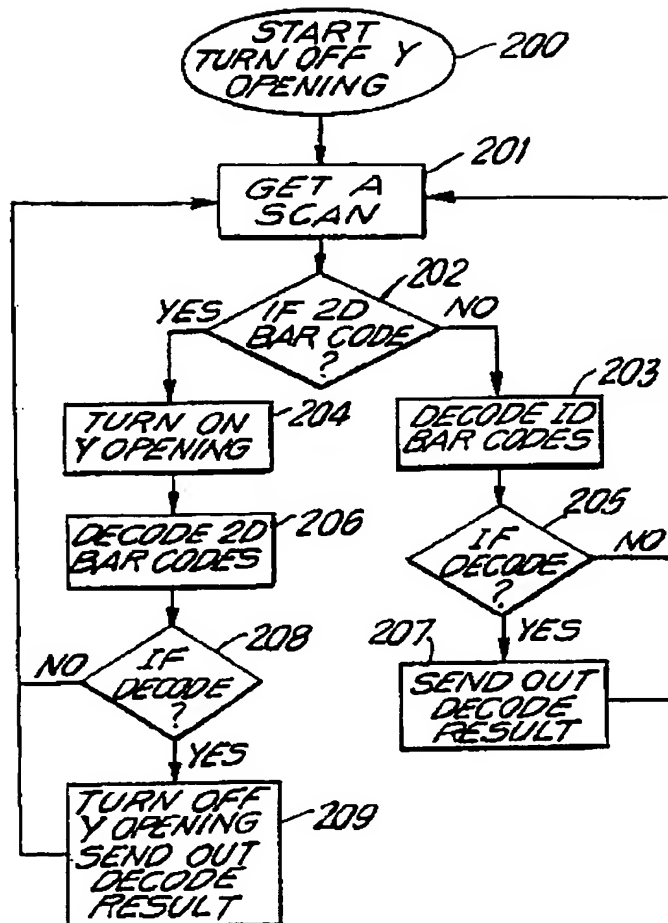 START
TURN OFF Y
OPENING
200
201
GET A
SCAN
202
YES
IF 2D
BAR CODE
?
NO
203
204
TURN ON
Y OPENING
DECODE 1D
BAR CODES
206
DECODE 2D
BAR CODES
205
IF
DECODE
?
NO
YES
208
NO
IF
DECODE
?
YES
207
SEND OUT
DECODE
RESULT
209
TURN OFF
Y OPENING
SEND OUT
DECODE
RESULT